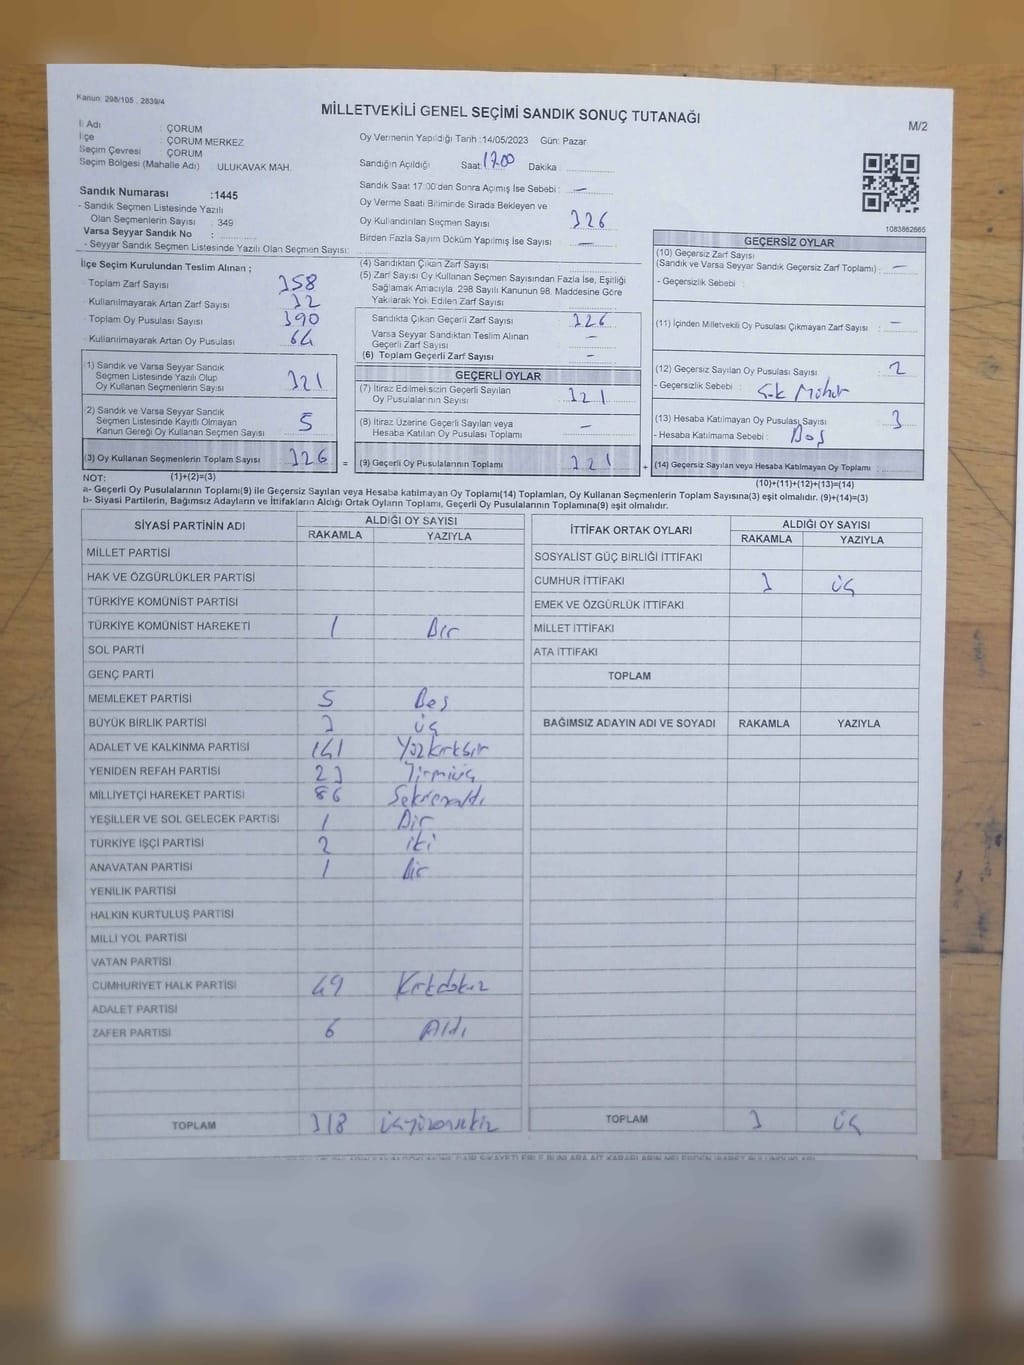 Kanun: 298/105 , 2839/4
MİLLETVEKİLİ GENEL SEÇİMİ SANDIK SONUÇ TUTANAĞI
M/2
İl Adı : ÇORUM
İlçe : ÇORUM MERKEZ
Seçim Çevresi : ÇORUM
Seçim Bölgesi (Mahalle Adı) : ULUKAVAK MAH.
Sandık Numarası :1445
- Sandık Seçmen Listesinde Yazılı
Olan Seçmenlerin Sayısı : 349
Varsa Seyyar Sandık No :
- Seyyar Sandık Seçmen Listesinde Yazılı Olan Seçmen Sayısı:
Oy Vermenin Yapıldığı Tarih :14/05/2023 Gün: Pazar
Sandığın Açıldığı Saat 1700 Dakika :
Sandık Saat 17:00'den Sonra Açılmış İse Sebebi : —
Oy Verme Saati Bitiminde Sırada Bekleyen ve
Oy Kullandırılan Seçmen Sayısı 326
Birden Fazla Sayım Döküm Yapılmış İse Sayısı : —
1083862865
İlçe Seçim Kurulundan Teslim Alınan ;
Toplam Zarf Sayısı : 358
Kullanılmayarak Artan Zarf Sayısı : 32
Toplam Oy Pusulası Sayısı : 390
Kullanılmayarak Artan Oy Pusulası : 64
(1) Sandık ve Varsa Seyyar Sandık
Seçmen Listesinde Yazılı Olup
Oy Kullanan Seçmenlerin Sayısı : 321
(2) Sandık ve Varsa Seyyar Sandık
Seçmen Listesinde Kayıtlı Olmayan
Kanun Gereği Oy Kullanan Seçmen Sayısı : 5
(3) Oy Kullanan Seçmenlerin Toplam Sayısı : 326
(1)+(2)=(3)
(4) Sandıktan Çıkan Zarf Sayısı
(5) Zarf Sayısı Oy Kullanan Seçmen Sayısından Fazla İse, Eşitliği
Sağlamak Amacıyla, 298 Sayılı Kanunun 98. Maddesine Göre
Yakılarak Yok Edilen Zarf Sayısı
Sandıkta Çıkan Geçerli Zarf Sayısı : 326
Varsa Seyyar Sandıktan Teslim Alınan
Geçerli Zarf Sayısı : —
(6) Toplam Geçerli Zarf Sayısı : —
GEÇERLİ OYLAR
(7) İtiraz Edilmeksizin Geçerli Sayılan
Oy Pusulalarının Sayısı : 321
(8) İtiraz Üzerine Geçerli Sayılan veya
Hesaba Katılan Oy Pusulası Toplamı : —
= (9) Geçerli Oy Pusulalarının Toplamı : 321 +
GEÇERSİZ OYLAR
(10) Geçersiz Zarf Sayısı
(Sandık ve Varsa Seyyar Sandık Geçersiz Zarf Toplamı) : —
- Geçersizlik Sebebi :
(11) İçinden Milletvekili Oy Pusulası Çıkmayan Zarf Sayısı : —
(12) Geçersiz Sayılan Oy Pusulası Sayısı : 2
- Geçersizlik Sebebi : Mühür
(13) Hesaba Katılmayan Oy Pusulası Sayısı : 3
- Hesaba Katılmama Sebebi : Boş
(14) Geçersiz Sayılan veya Hesaba Katılmayan Oy Toplamı :
(10)+(11)+(12)+(13)=(14)
NOT:
a- Geçerli Oy Pusulalarının Toplamı(9) ile Geçersiz Sayılan veya Hesaba katılmayan Oy Toplamı(14) Toplamları, Oy Kullanan Seçmenlerin Toplam Sayısına(3) eşit olmalıdır. (9)+(14)=(3)
b- Siyasi Partilerin, Bağımsız Adayların ve İttifakların Aldığı Ortak Oyların Toplamı, Geçerli Oy Pusulalarının Toplamına(9) eşit olmalıdır.
SİYASİ PARTİNİN ADI ALDIĞI OY SAYISI
RAKAMLA YAZIYLA
MİLLET PARTİSİ
HAK VE ÖZGÜRLÜKLER PARTİSİ
TÜRKİYE KOMÜNİST PARTİSİ
TÜRKİYE KOMÜNİST HAREKETİ 1 Bir
SOL PARTİ
GENÇ PARTİ
MEMLEKET PARTİSİ 5 Beş
BÜYÜK BİRLİK PARTİSİ 3 üç
ADALET VE KALKINMA PARTİSİ 141 Yüzkırkbir
YENİDEN REFAH PARTİSİ 23 Yirmiüç
MİLLİYETÇİ HAREKET PARTİSİ 86 Seksenaltı
YEŞİLLER VE SOL GELECEK PARTİSİ 1 Bir
TÜRKİYE İŞÇİ PARTİSİ 2 iki
ANAVATAN PARTİSİ 1 Bir
YENİLİK PARTİSİ
HALKIN KURTULUŞ PARTİSİ
MİLLİ YOL PARTİSİ
VATAN PARTİSİ
CUMHURİYET HALK PARTİSİ 49 Kırkdokuz
ADALET PARTİSİ
ZAFER PARTİSİ 6 Altı
TOPLAM 318 üçyüzonsekiz
İTTİFAK ORTAK OYLARI ALDIĞI OY SAYISI
RAKAMLA YAZIYLA
SOSYALİST GÜÇ BİRLİĞİ İTTİFAKI
CUMHUR İTTİFAKI 3 üç
EMEK VE ÖZGÜRLÜK İTTİFAKI
MİLLET İTTİFAKI
ATA İTTİFAKI
TOPLAM
BAĞIMSIZ ADAYIN ADI VE SOYADI RAKAMLA YAZIYLA
TOPLAM 3 üç